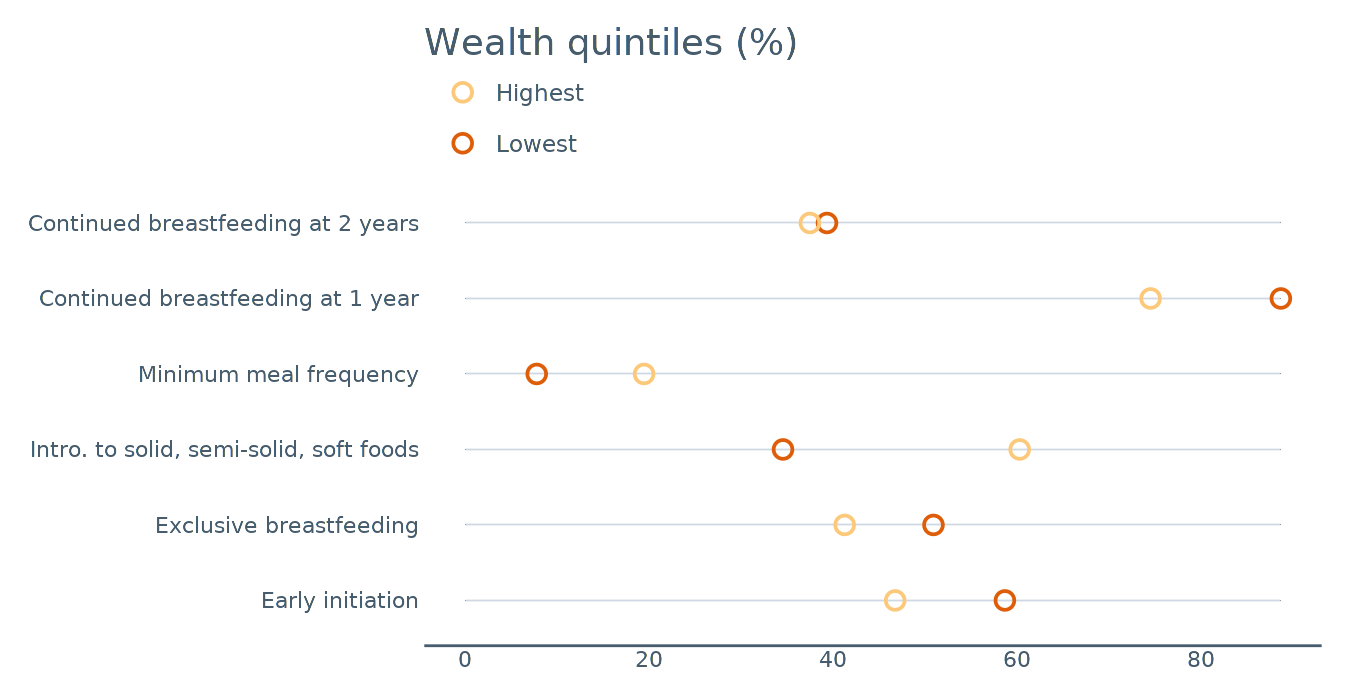 Wealth quintiles (%)
Highest
Lowest
Continued breastfeeding at 2 years
Continued breastfeeding at 1 year
Minimum meal frequency
Intro. to solid, semi-solid, soft foods
Exclusive breastfeeding
Early initiation
0 20 40 60 80